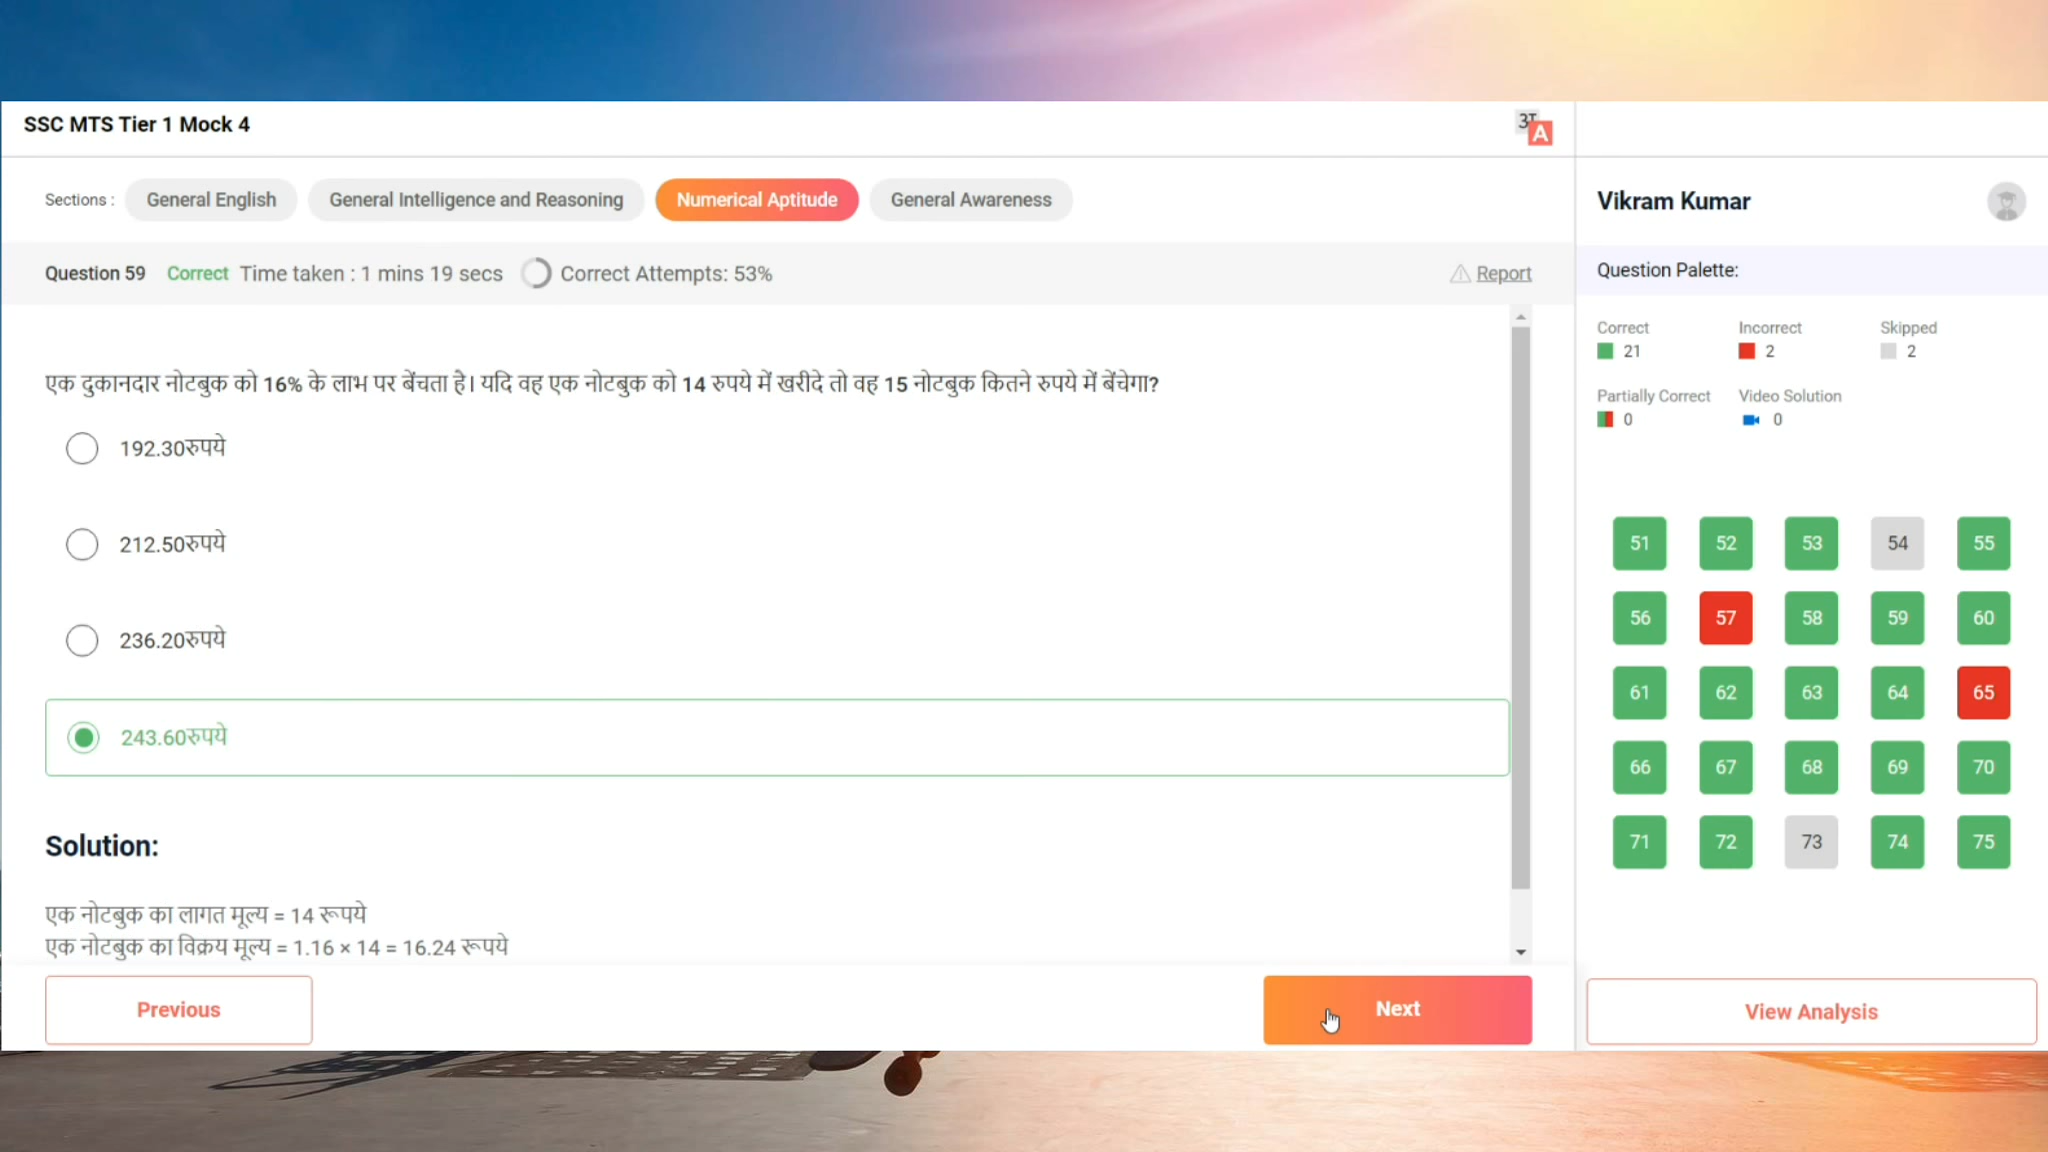 SSC MTS Tier 1 Mock 4
अ A
Sections : General English General Intelligence and Reasoning Numerical Aptitude General Awareness
Vikram Kumar
Question 59 Correct Time taken : 1 mins 19 secs Correct Attempts: 53% Report
Question Palette:
Correct Incorrect Skipped
21 2 2
Partially Correct Video Solution
0 0
एक दुकानदार नोटबुक को 16% के लाभ पर बेंचता है। यदि वह एक नोटबुक को 14 रुपये में खरीदे तो वह 15 नोटबुक कितने रुपये में बेंचेगा?
192.30रुपये
212.50रुपये
236.20रुपये
243.60रुपये
Solution:
एक नोटबुक का लागत मूल्य = 14 रूपये
एक नोटबुक का विक्रय मूल्य = 1.16 × 14 = 16.24 रूपये
51 52 53 54 55
56 57 58 59 60
61 62 63 64 65
66 67 68 69 70
71 72 73 74 75
Previous Next View Analysis